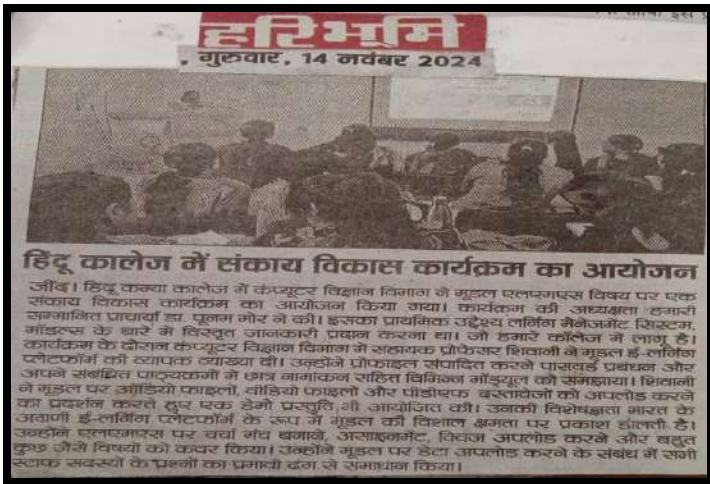 हरिभूमि
गुरुवार, 14 नवंबर 2024
हिंदू कालेज में संकाय विकास कार्यक्रम का आयोजन
जींद। हिंदू कन्या कालेज में कंप्यूटर विज्ञान विभाग ने मूडल एलएमएस विषय पर एक
संकाय विकास कार्यक्रम का आयोजन किया गया। कार्यक्रम की अध्यक्षता हमारी
सम्मानित प्राचार्या डा. पूनम मोर ने की। इसका प्राथमिक उद्देश्य लर्निंग मैनेजमेंट सिस्टम,
मॉडल्स के बारे में विस्तृत जानकारी प्रदान करना था। जो हमारे कॉलेज में लागू है।
कार्यक्रम के दौरान कंप्यूटर विज्ञान विभाग में सहायक प्रोफेसर शिवानी ने मूडल ई-लर्निंग
प्लेटफॉर्म की व्यापक व्याख्या दी। उन्होंने प्रोफाइल संपादित करने पासवर्ड प्रबंधन और
अपने संबंधित पाठ्यक्रमों में छात्र नामांकन सहित विभिन्न मॉड्यूल को समझाया। शिवानी
ने मूडल पर ऑडियो फाइलों, वीडियो फाइलों और पीडीएफ दस्तावेजों को अपलोड करने
का प्रदर्शन करते हुए एक डेमो प्रस्तुति भी आयोजित की। उनकी विशेषज्ञता भारत के
अग्रणी ई-लर्निंग प्लेटफॉर्म के रूप में मूडल की विशाल क्षमता पर प्रकाश डालती है।
उन्होंने एलएमएस पर चर्चा मंच बनाने, असाइनमेंट, क्विज अपलोड करने और बहुत
कुछ जैसे विषयों को कवर किया। उन्होंने मूडल पर डेटा अपलोड करने के संबंध में सभी
स्टाफ सदस्यों के प्रश्नों का प्रभावी ढंग से समाधान किया।